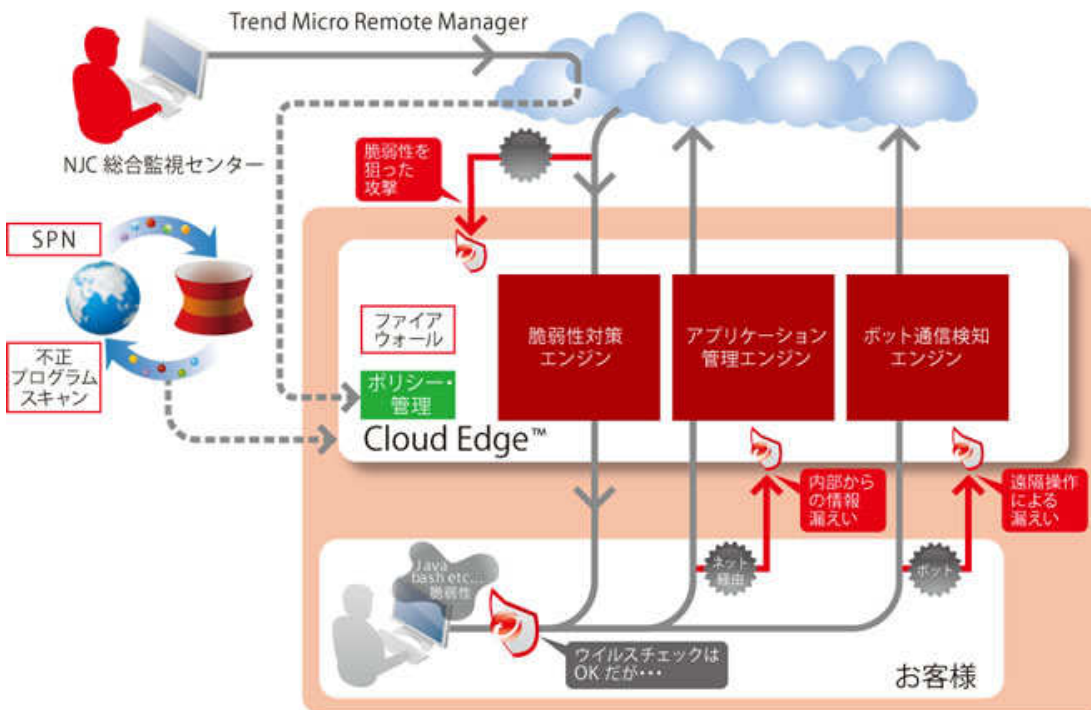 Trend Micro Remote Manager
NJC 総合監視センター
脆弱性を
狙った
攻撃
SPN
不正
プログラム
スキャン
ファイア
ウォール
ポリシー・
管理
脆弱性対策
エンジン
アプリケーション
管理エンジン
ボット通信検知
エンジン
Cloud Edge™
内部から
の情報
漏えい
遠隔操作
による
漏えい
Java
bash etc...
脆弱性
ネット
経由
ボット
ウイルスチェックは
OK だが・・・
お客様